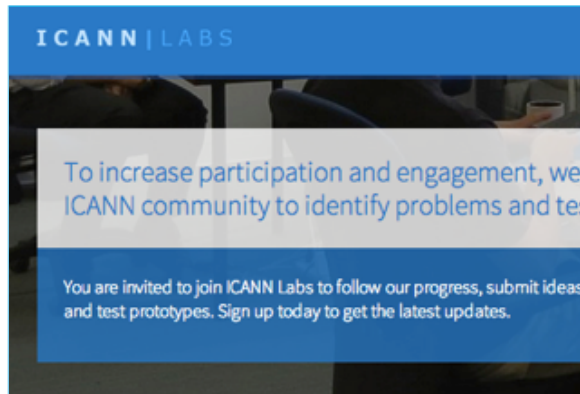 ICANN|LABS
To increase participation and engagement, we
ICANN community to identify problems and te
You are invited to join ICANN Labs to follow our progress, submit ideas
and test prototypes. Sign up today to get the latest updates.